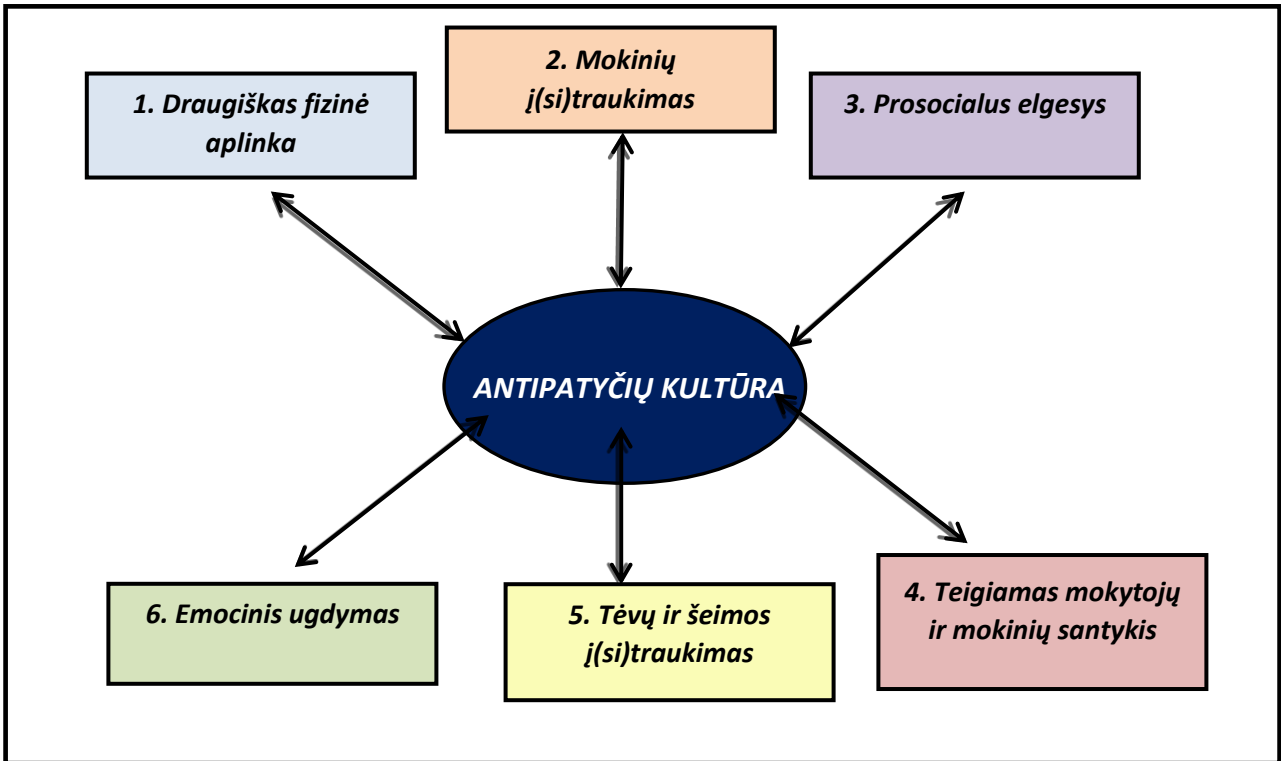 1. Draugiškas fizinė
aplinka
2. Mokinių
į(si)traukimas
3. Prosocialus elgesys
ANTIPATYČIŲ KULTŪRA
4. Teigiamas mokytojų
ir mokinių santykis
5. Tėvų ir šeimos
į(si)traukimas
6. Emocinis ugdymas